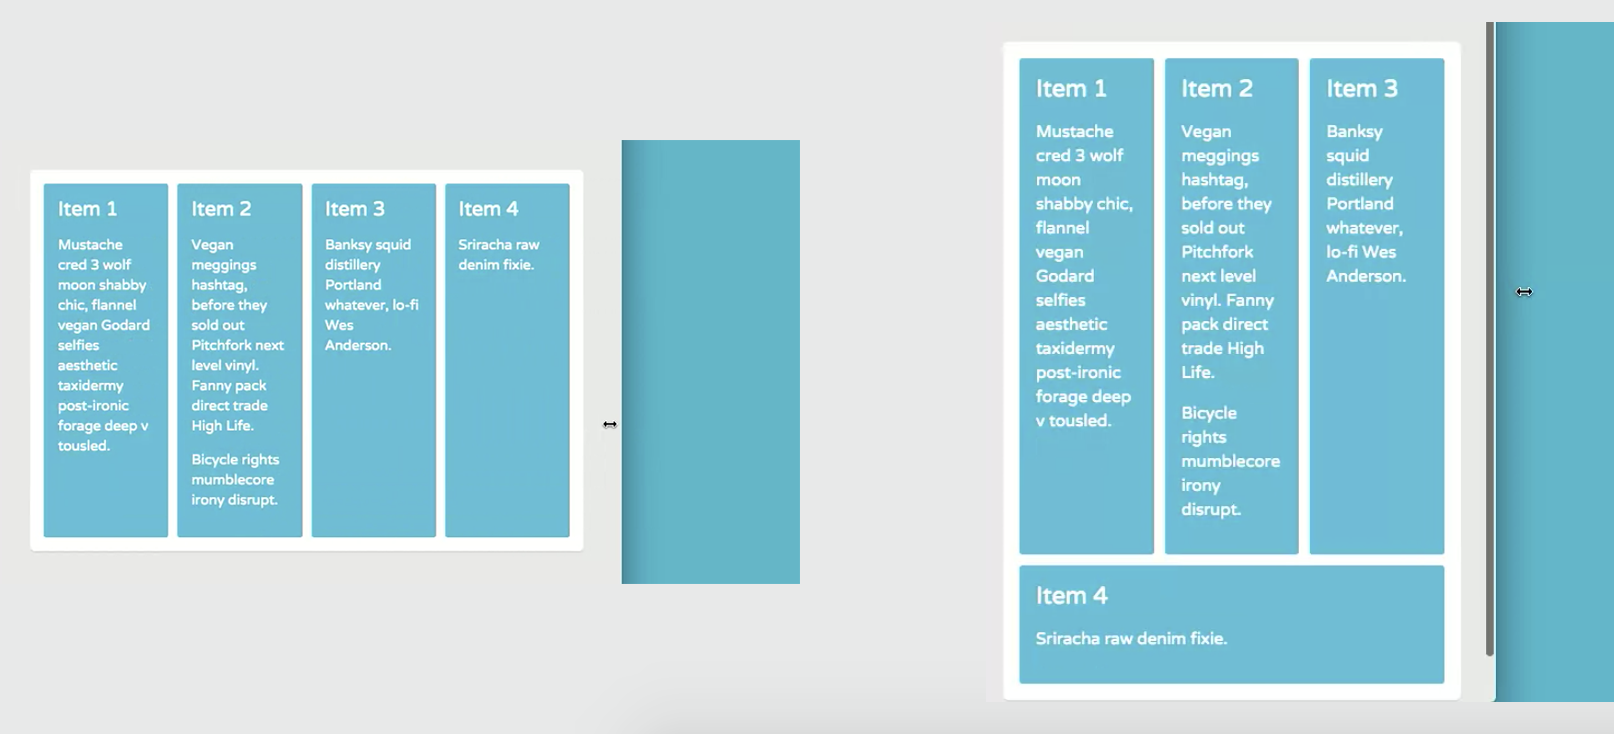 Item 1
Mustache
cred 3 wolf
moon shabby
chic, flannel
vegan Godard
selfies
aesthetic
taxidermy
post-ironic
forage deep v
tousled.
Item 2
Vegan
meggings
hashtag,
before they
sold out
Pitchfork next
level vinyl.
Fanny pack
direct trade
High Life.
Bicycle rights
mumblecore
irony disrupt.
Item 3
Banksy squid
distillery
Portland
whatever, lo-fi
Wes
Anderson.
Item 4
Sriracha raw
denim fixie.
Item 1
Mustache
cred 3 wolf
moon
shabby chic,
flannel
vegan
Godard
selfies
aesthetic
taxidermy
post-ironic
forage deep
v tousled.
Item 2
Vegan
meggings
hashtag,
before they
sold out
Pitchfork
next level
vinyl. Fanny
pack direct
trade High
Life.
Bicycle
rights
mumblecore
irony
disrupt.
Item 3
Banksy
squid
distillery
Portland
whatever,
lo-fi Wes
Anderson.
Item 4
Sriracha raw denim fixie.